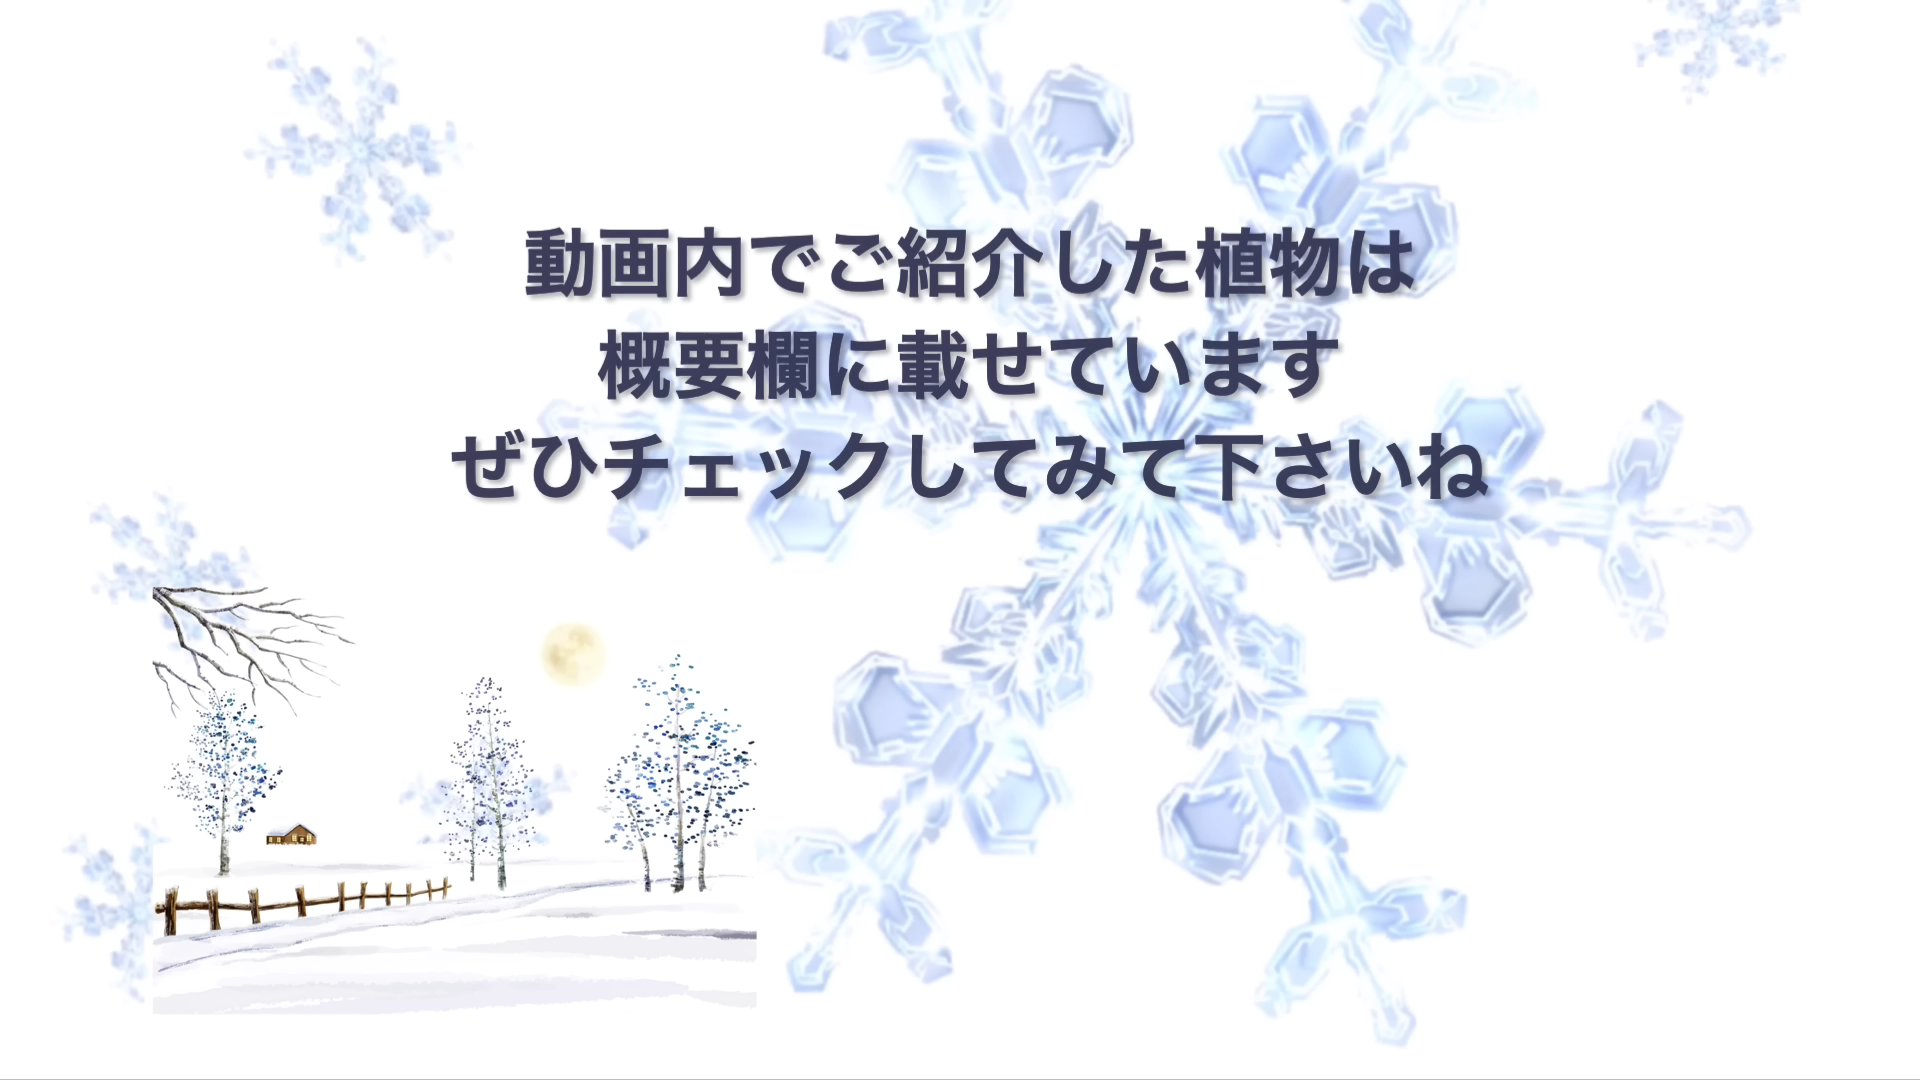 動画内でご紹介した植物は
概要欄に載せています
ぜひチェックしてみて下さいね